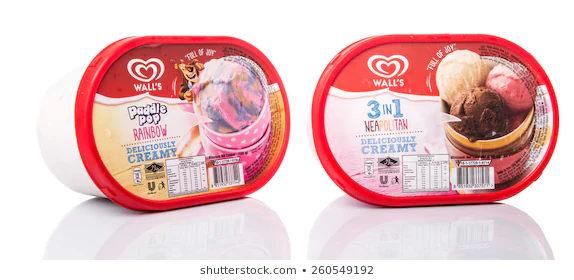 "FULL OF JOY"
WALL'S
Paddle
Pop
RAINBOW
DELICIOUSLY
CREAMY
"FULL OF JOY"
WALL'S
3 IN 1
NEAPOLITAN
DELICIOUSLY
CREAMY
shutterstock.com • 260549192